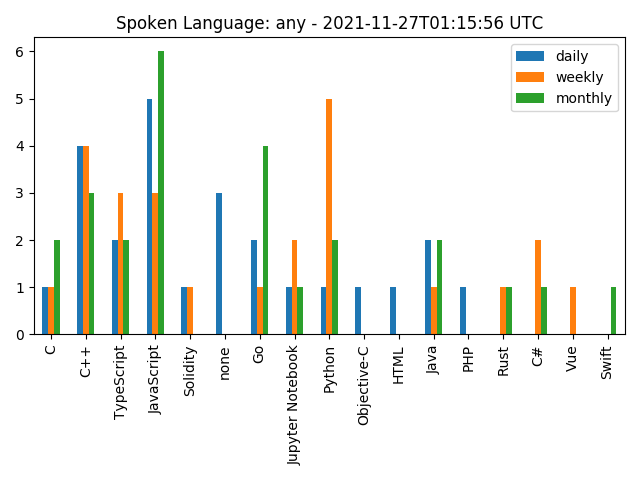 Spoken Language: any - 2021-11-27T01:15:56 UTC
daily
weekly
monthly
6
5
4
3
2
1
0
C
C++
TypeScript
JavaScript
Solidity
none
Go
Jupyter Notebook
Python
Objective-C
HTML
Java
PHP
Rust
C#
Vue
Swift